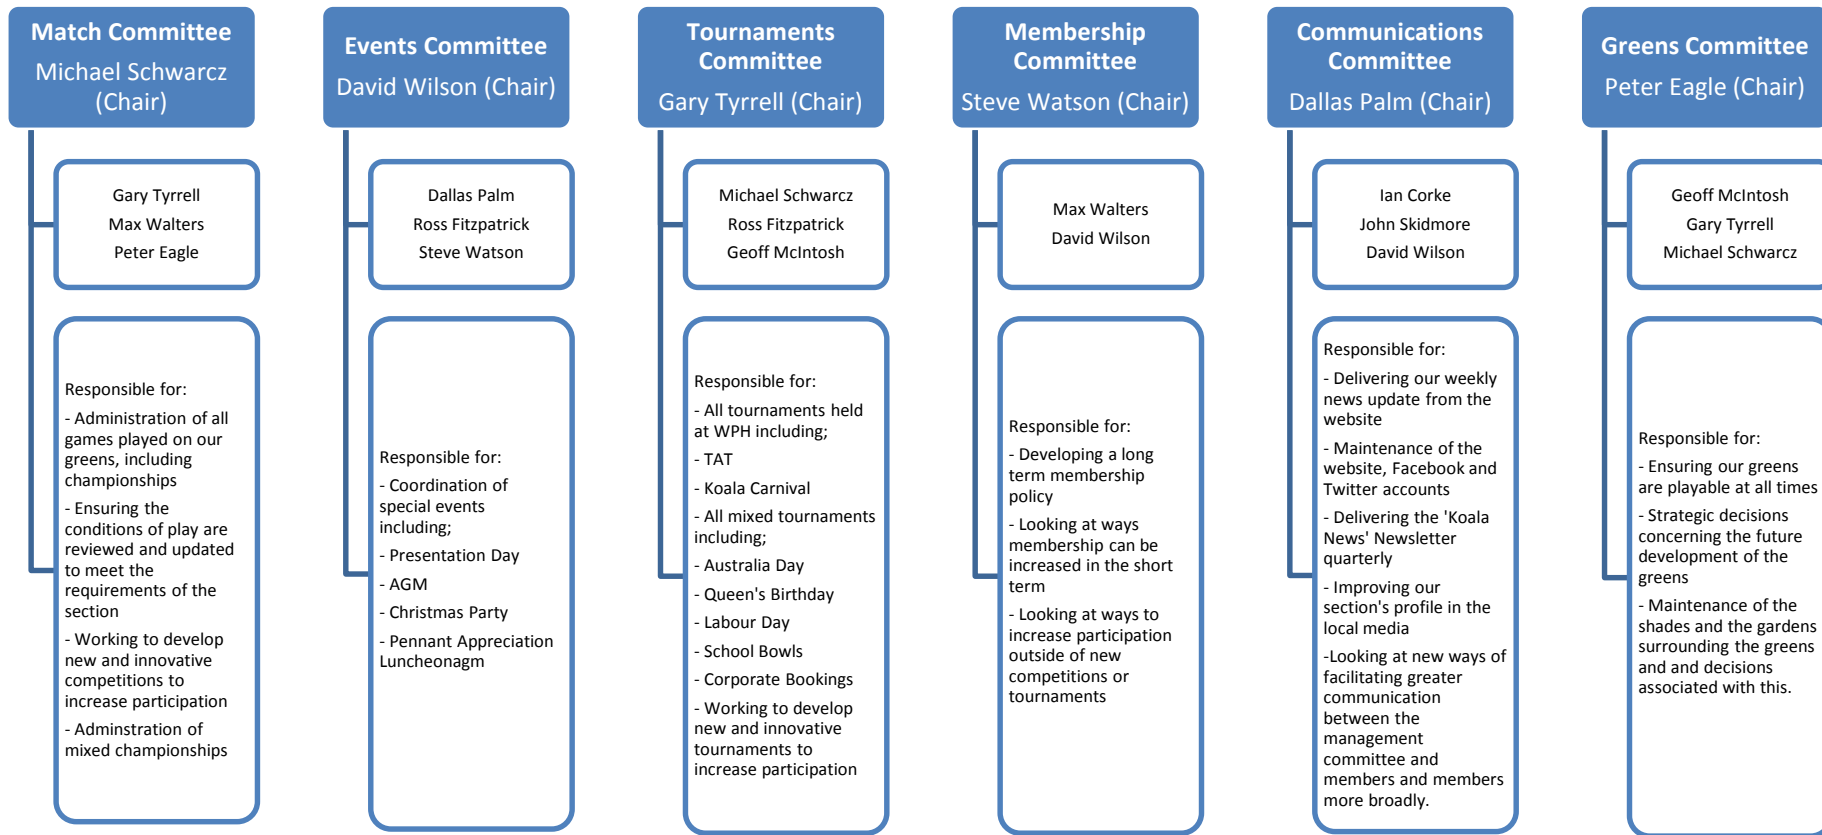 Match Committee
Michael Schwarcz
(Chair)
Gary Tyrrell
Max Walters
Peter Eagle
Responsible for:
- Administration of all
games played on our
greens, including
championships
- Ensuring the
conditions of play are
reviewed and updated
to meet the
requirements of the
section
- Working to develop
new and innovative
competitions to
increase participation
- Adminstration of
mixed championships
Events Committee
David Wilson (Chair)
Dallas Palm
Ross Fitzpatrick
Steve Watson
Responsible for:
- Coordination of
special events
including;
- Presentation Day
- AGM
- Christmas Party
- Pennant Appreciation
Luncheonagm
Tournaments
Committee
Gary Tyrrell (Chair)
Michael Schwarcz
Ross Fitzpatrick
Geoff McIntosh
Responsible for:
- All tournaments held
at WPH including;
- TAT
- Koala Carnival
- All mixed tournaments
including;
- Australia Day
- Queen's Birthday
- Labour Day
- School Bowls
- Corporate Bookings
- Working to develop
new and innovative
tournaments to
increase participation
Membership
Committee
Steve Watson (Chair)
Max Walters
David Wilson
Responsible for:
- Developing a long
term membership
policy
- Looking at ways
membership can be
increased in the short
term
- Looking at ways to
increase participation
outside of new
competitions or
tournaments
Communications
Committee
Dallas Palm (Chair)
Ian Corke
John Skidmore
David Wilson
Responsible for:
- Delivering our weekly
news update from the
website
- Maintenance of the
website, Facebook and
Twitter accounts
- Delivering the 'Koala
News' Newsletter
quarterly
- Improving our
section's profile in the
local media
-Looking at new ways of
facilitating greater
communication
between the
management
committee and
members and members
more broadly.
Greens Committee
Peter Eagle (Chair)
Geoff McIntosh
Gary Tyrrell
Michael Schwarcz
Responsible for:
- Ensuring our greens
are playable at all times
- Strategic decisions
concerning the future
development of the
greens
- Maintenance of the
shades and the gardens
surrounding the greens
and and decisions
associated with this.